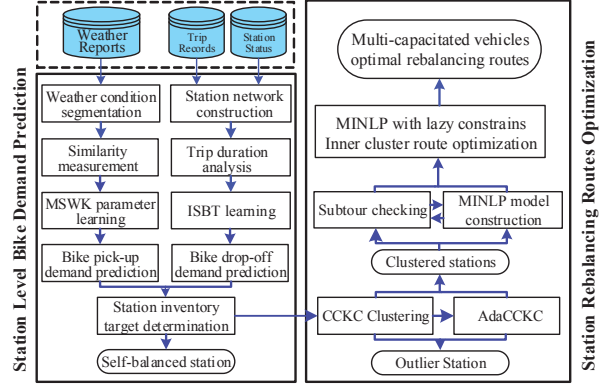 Weather
Reports
Trip
Records
Station
Status
Station Level Bike Demand Prediction
Weather condition
segmentation
Station network
construction
Similarity
measurement
Trip duration
analysis
MSWK parameter
learning
ISBT learning
Bike pick-up
demand prediction
Bike drop-off
demand prediction
Station inventory
target determination
Self-balanced station
Multi-capacitated vehicles
optimal rebalancing routes
MINLP with lazy constrains
Inner cluster route optimization
Subtour checking
MINLP model
construction
Clustered stations
CCKC Clustering
AdaCCKC
Outlier Station
Station Rebalancing Routes Optimization